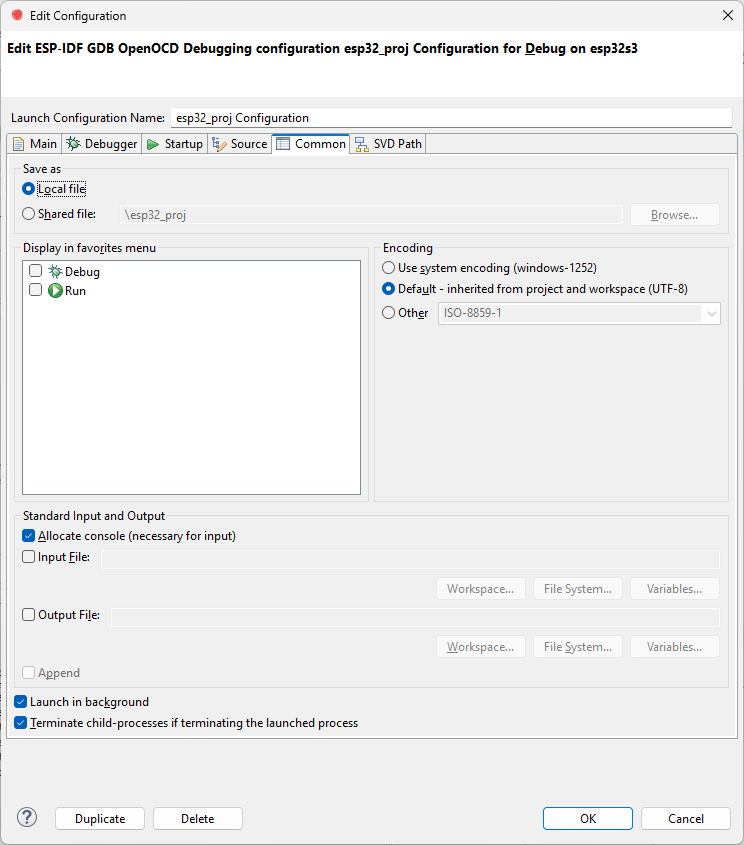 Edit Configuration
Edit ESP-IDF GDB OpenOCD Debugging configuration esp32_proj Configuration for Debug on esp32s3
Launch Configuration Name: esp32_proj Configuration
Main Debugger Startup Source Common SVD Path
Save as
Local file
Shared file: \esp32_proj Browse...
Display in favorites menu
Debug
Run
Encoding
Use system encoding (windows-1252)
Default - inherited from project and workspace (UTF-8)
Other ISO-8859-1
Standard Input and Output
Allocate console (necessary for input)
Input File:
Workspace... File System... Variables...
Output File:
Workspace... File System... Variables...
Append
Launch in background
Terminate child-processes if terminating the launched process
? Duplicate Delete OK Cancel